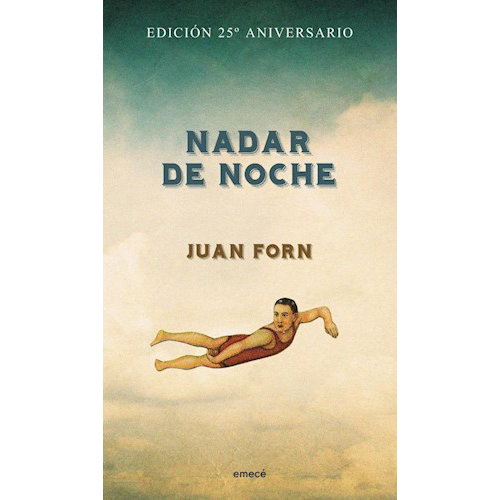 EDICIÓN 25º ANIVERSARIO
NADAR
DE NOCHE
JUAN FORN
emecé